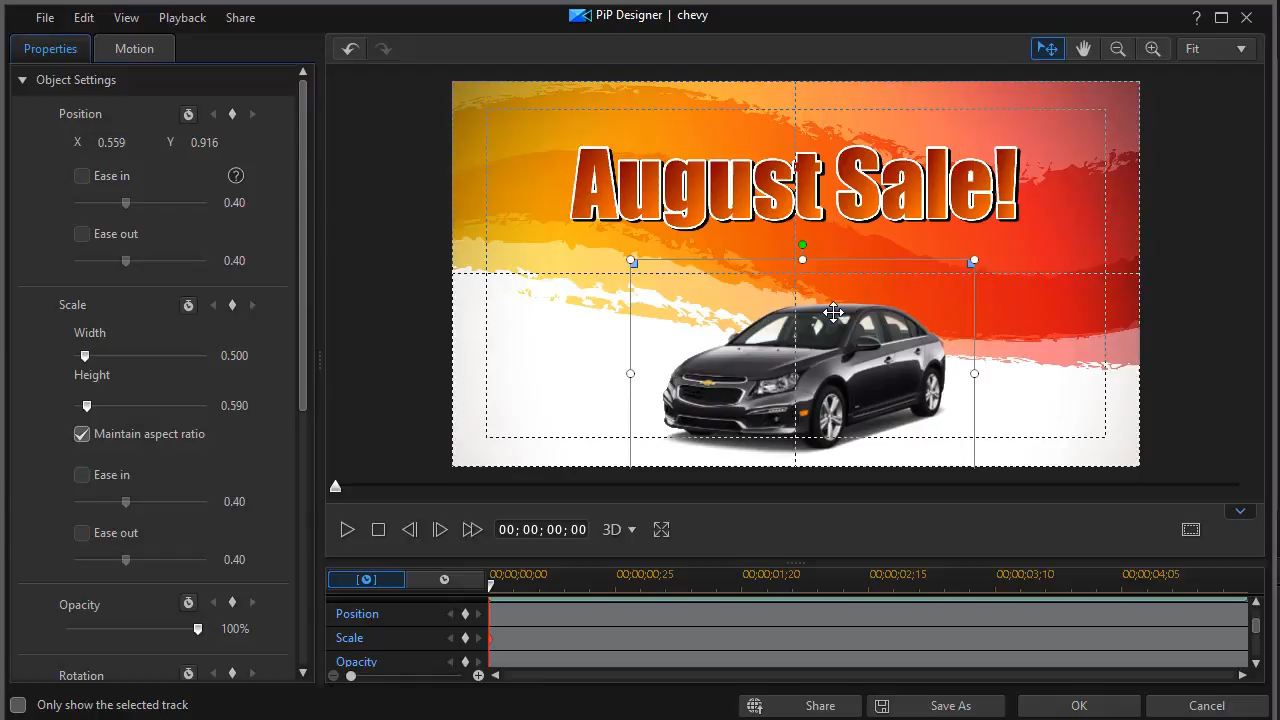 File Edit View Playback Share
PiP Designer | chevy
?
Properties Motion
Fit
Object Settings
Position
X 0.559 Y 0.916
Ease in
?
0.40
Ease out
0.40
Scale
Width
0.500
Height
0.590
Maintain aspect ratio
Ease in
0.40
Ease out
0.40
Opacity
100%
Rotation
August Sale!
00;00;00;00 3D
00;00;00;00 00;00;00;25 00;00;01;20 00;00;02;15 00;00;03;10 00;00;04;05
Position
Scale
Opacity
Only show the selected track
Share Save As OK Cancel